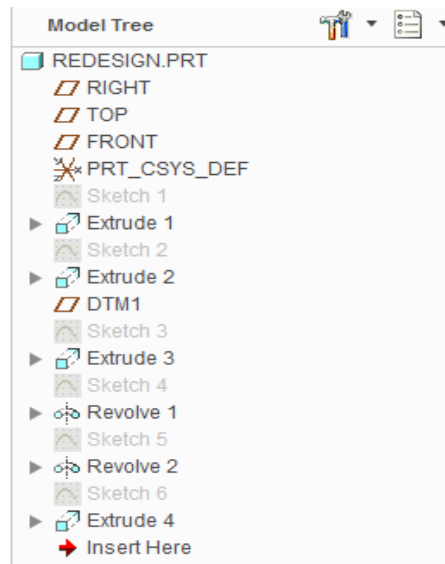 Model Tree
REDESIGN.PRT
RIGHT
TOP
FRONT
PRT_CSYS_DEF
Sketch 1
Extrude 1
Sketch 2
Extrude 2
DTM1
Sketch 3
Extrude 3
Sketch 4
Revolve 1
Sketch 5
Revolve 2
Sketch 6
Extrude 4
Insert Here